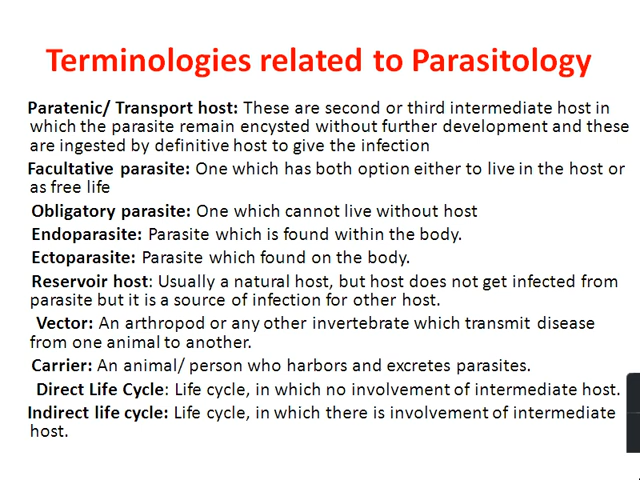 Terminologies related to Parasitology
Paratenic/ Transport host: These are second or third intermediate host in
which the parasite remain encysted without further development and these
are ingested by definitive host to give the infection
Facultative parasite: One which has both option either to live in the host or
as free life
Obligatory parasite: One which cannot live without host
Endoparasite: Parasite which is found within the body.
Ectoparasite: Parasite which found on the body.
Reservoir host: Usually a natural host, but host does not get infected from
parasite but it is a source of infection for other host.
Vector: An arthropod or any other invertebrate which transmit disease
from one animal to another.
Carrier: An animal/ person who harbors and excretes parasites.
Direct Life Cycle: Life cycle, in which no involvement of intermediate host.
Indirect life cycle: Life cycle, in which there is involvement of intermediate
host.